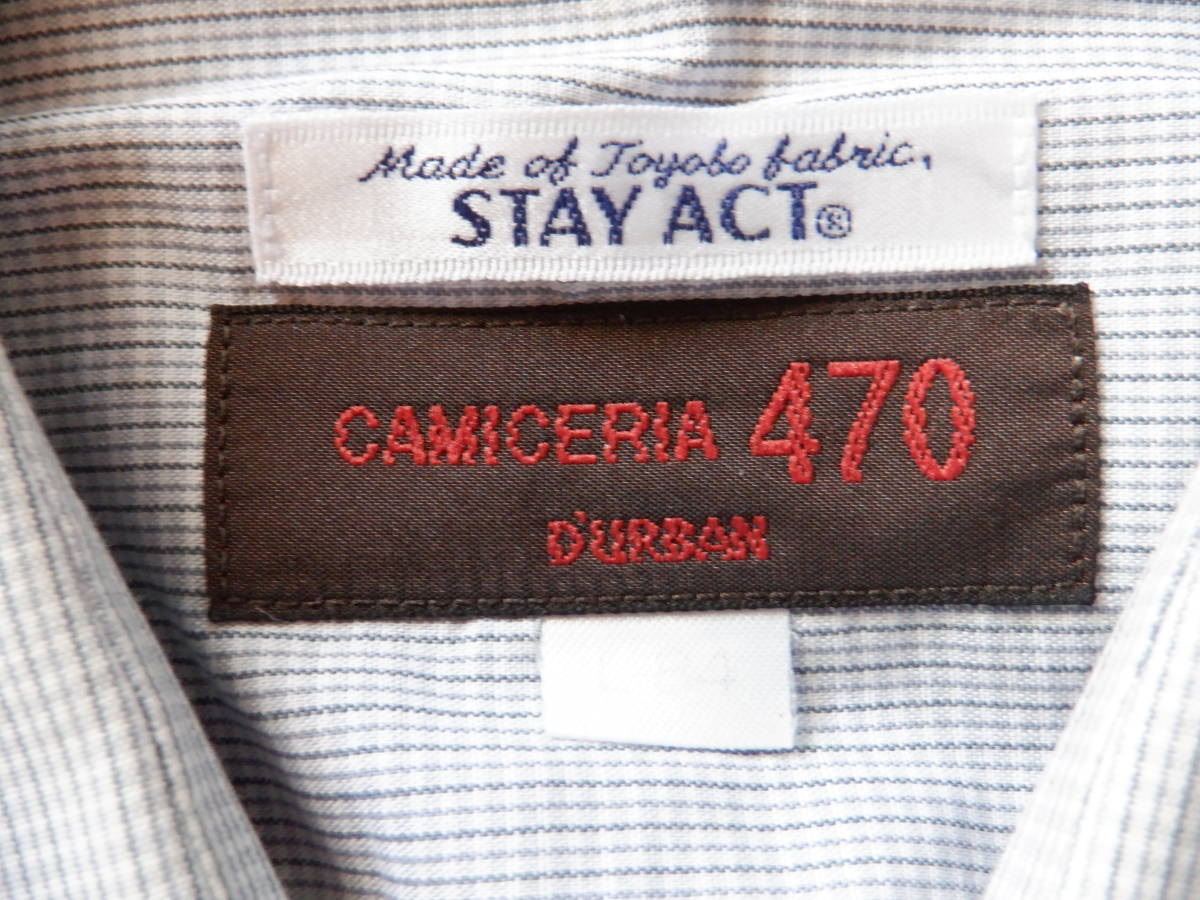 Made of Toyobo fabric,
STAY ACT®
CAMICERIA 470
D'URBAN